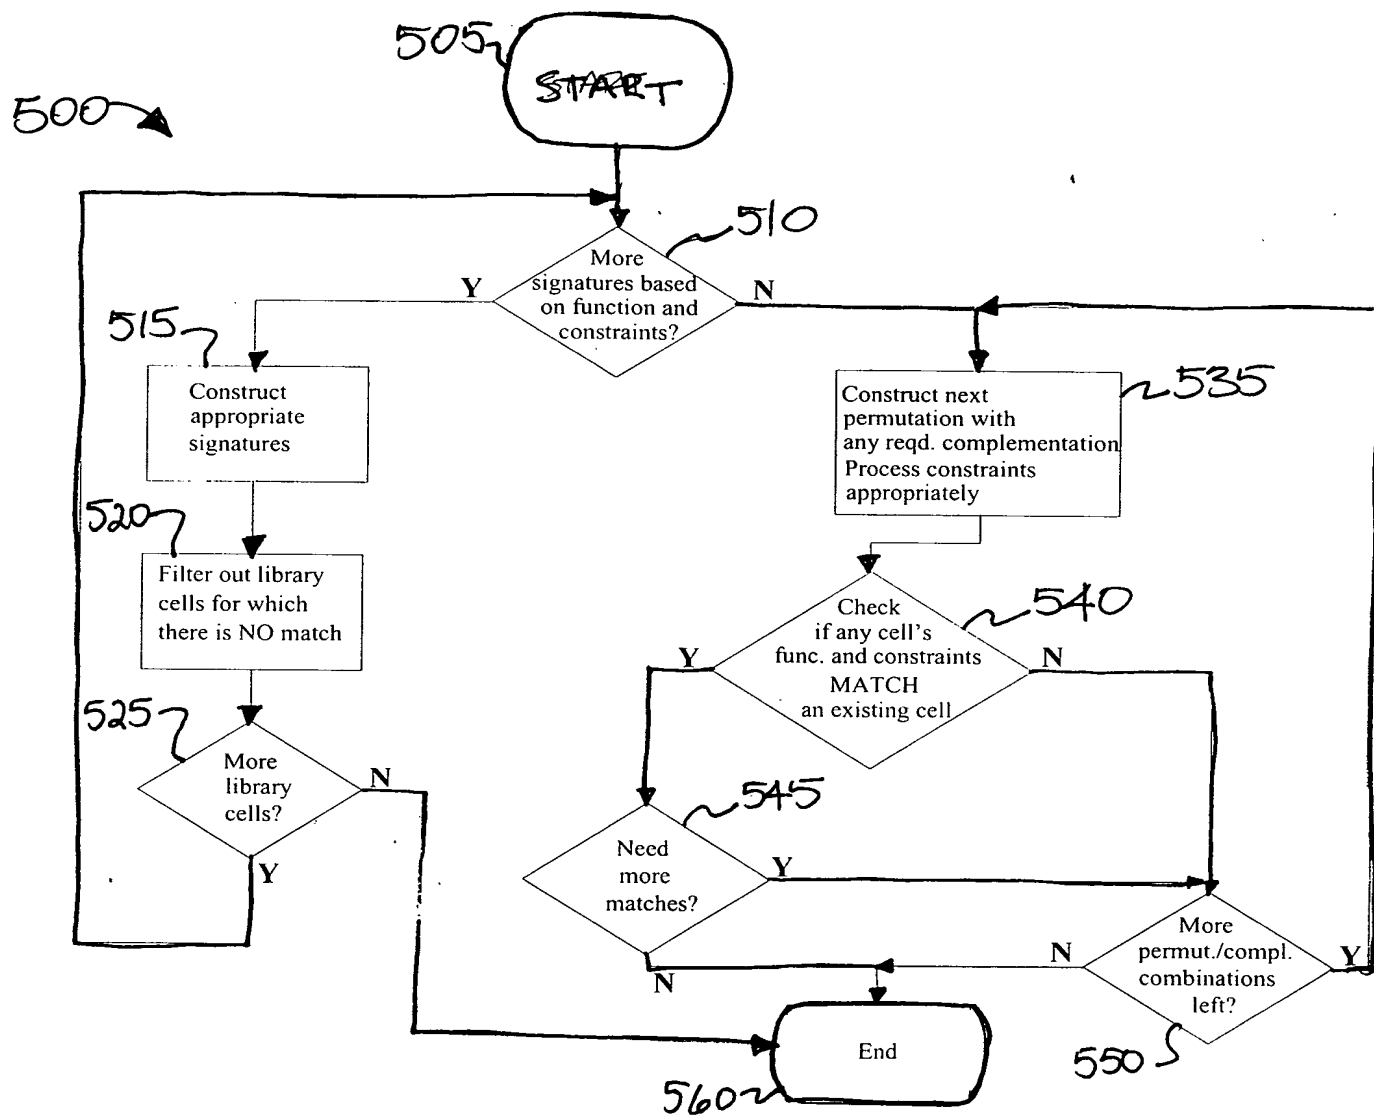 505
START
500
510
More
signatures based
on function and
constraints?
Y
N
515
Construct
appropriate
signatures
535
Construct next
permutation with
any reqd. complementation
Process constraints
appropriately
520
Filter out library
cells for which
there is NO match
540
Check
if any cell's
func. and constraints
MATCH
an existing cell
Y
N
525
More
library
cells?
N
Y
545
Need
more
matches?
Y
N
More
permut./compl.
combinations
left?
N
Y
550
End
560